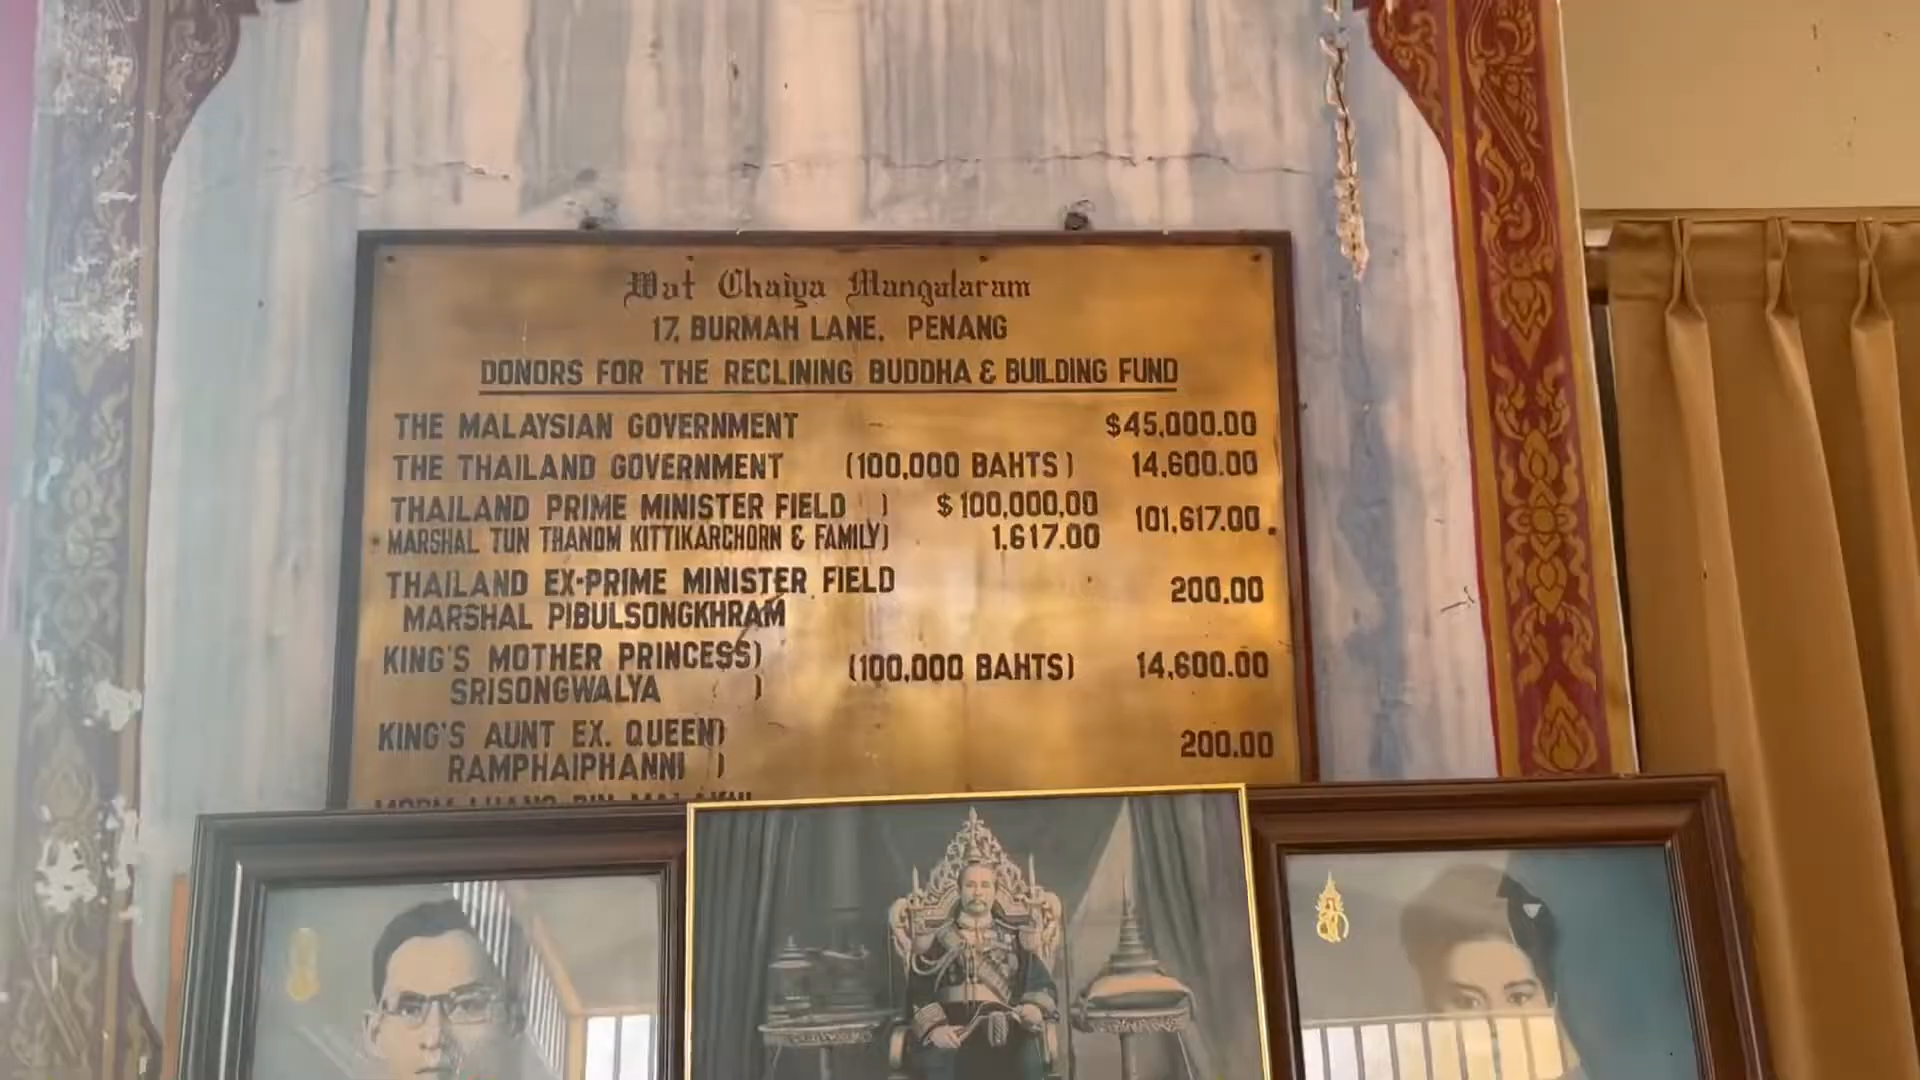 Wat Chaiya Mangalaram
17, BURMAH LANE, PENANG
DONORS FOR THE RECLINING BUDDHA & BUILDING FUND
THE MALAYSIAN GOVERNMENT $45,000.00
THE THAILAND GOVERNMENT (100,000 BAHTS) 14,600.00
THAILAND PRIME MINISTER FIELD ) $100,000.00
MARSHAL TUN THANOM KITTIKARCHORN & FAMILY) 1,617.00 101,617.00
THAILAND EX-PRIME MINISTER FIELD
MARSHAL PIBULSONGKHRAM 200.00
KING'S MOTHER PRINCESS)
SRISONGWALYA ) (100,000 BAHTS) 14,600.00
KING'S AUNT EX. QUEEN)
RAMPHAIPHANNI ) 200.00